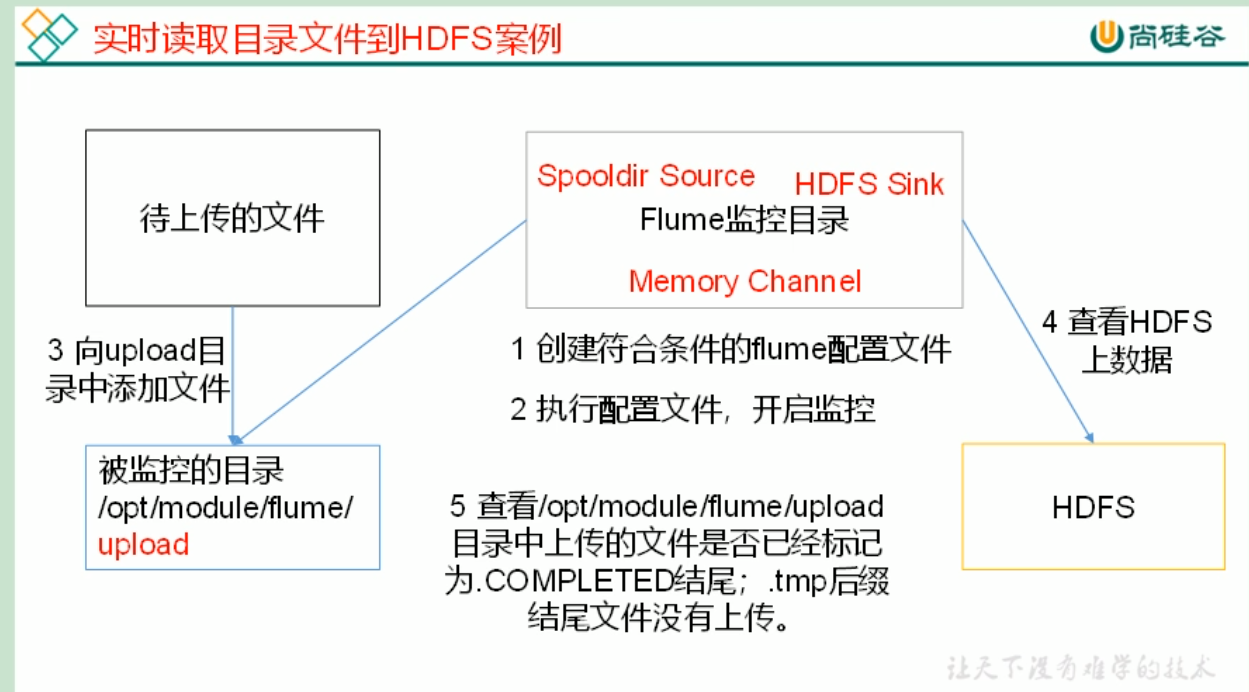 实时读取目录文件到HDFS案例
尚硅谷
待上传的文件
Spooldir Source
HDFS Sink
Flume监控目录
Memory Channel
3 向upload目
录中添加文件
1 创建符合条件的flume配置文件
2 执行配置文件，开启监控
4 查看HDFS
上数据
被监控的目录
/opt/module/flume/
upload
5 查看/opt/module/flume/upload
目录中上传的文件是否已经标记
为.COMPLETED结尾；.tmp后缀
结尾文件没有上传。
HDFS
让天下没有难学的技术